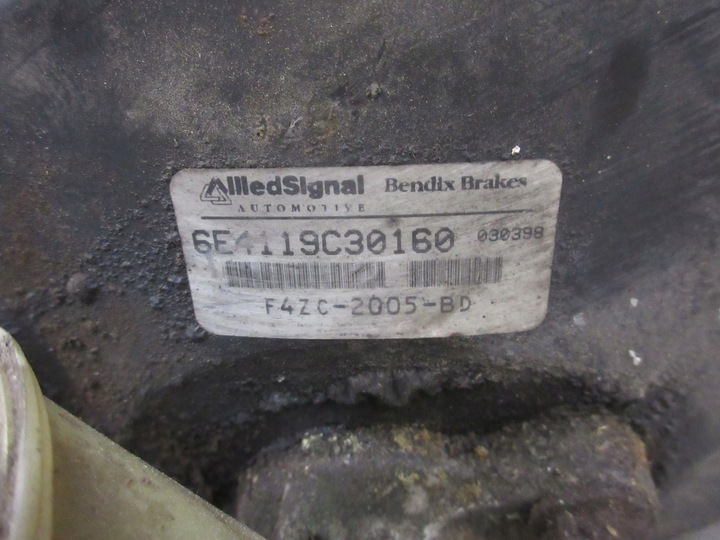 AlliedSignal Bendix Brakes
AUTOMOTIVE
6E4119C30160 030398
F4ZC-2005-BD